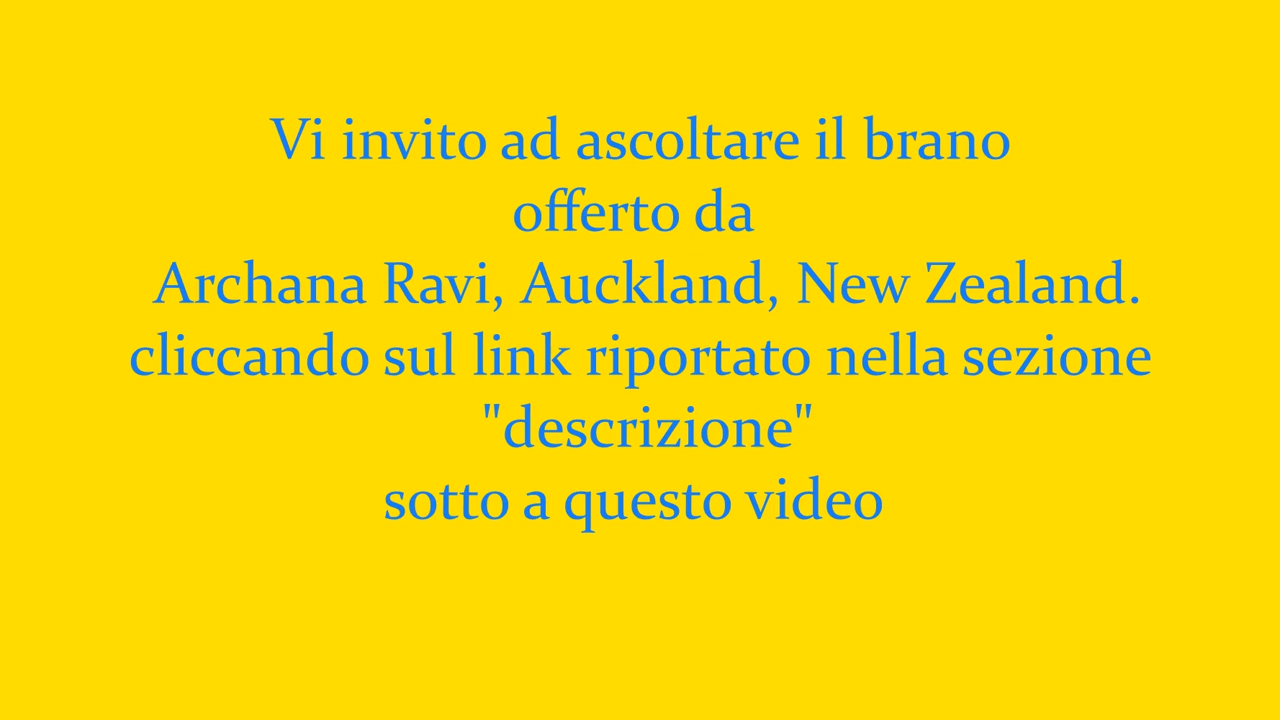 Vi invito ad ascoltare il brano
offerto da
Archana Ravi, Auckland, New Zealand.
cliccando sul link riportato nella sezione
"descrizione"
sotto a questo video